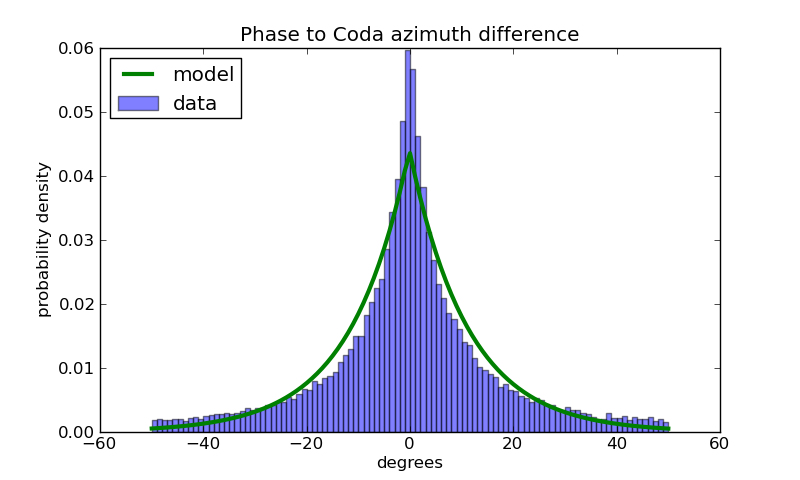 Phase to Coda azimuth difference
model
data
probability density
0.06
0.05
0.04
0.03
0.02
0.01
0.00
−60
−40
−20
0
20
40
60
degrees